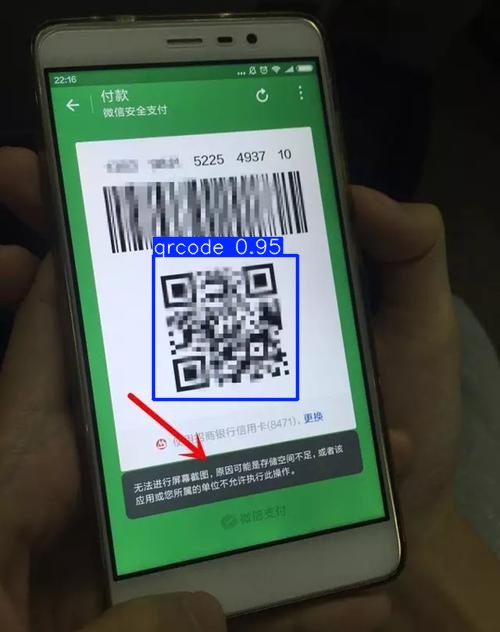 22:16
付款
微信安全支付
5225 4937 10
qrcode 0.95
使用招商银行信用卡(8471), 更换
无法进行屏幕截图，原因可能是存储空间不足，或者该
应用或您所属的单位不允许执行此操作。
微信支付